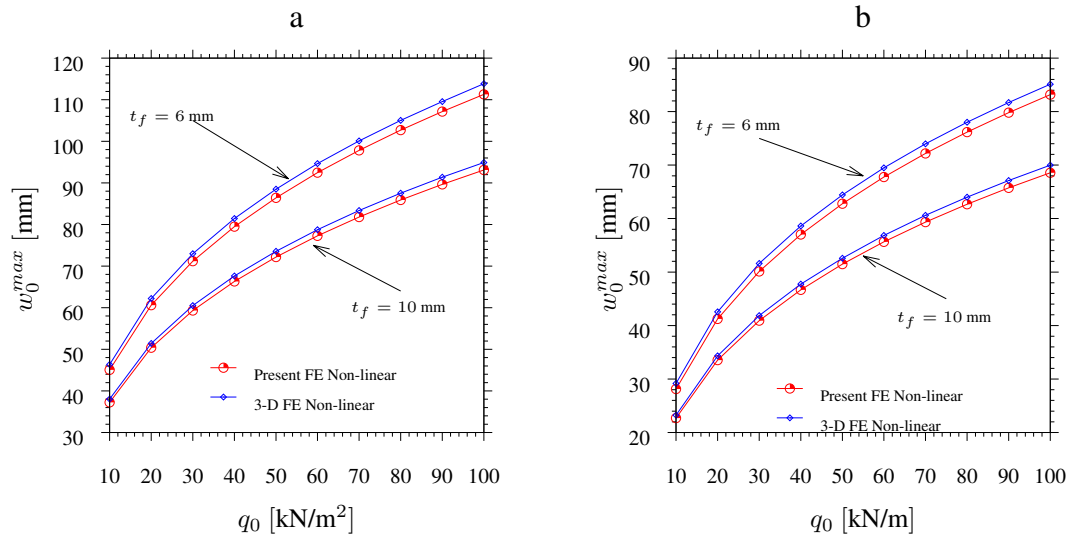 a
120
110
100
90
80
70
60
50
40
30
10 20 30 40 50 60 70 80 90 100
w_0^{max} [mm]
q_0 [kN/m^2]
t_f = 6 mm
t_f = 10 mm
Present FE Non-linear
3-D FE Non-linear
b
90
80
70
60
50
40
30
20
10 20 30 40 50 60 70 80 90 100
w_0^{max} [mm]
q_0 [kN/m]
t_f = 6 mm
t_f = 10 mm
Present FE Non-linear
3-D FE Non-linear